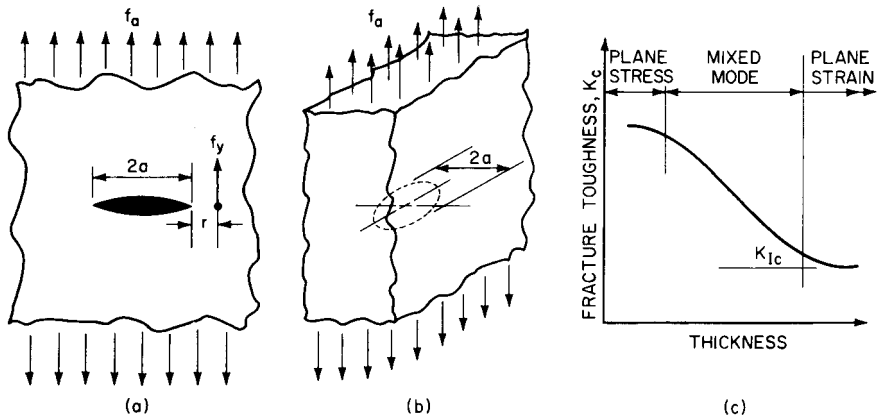 f_a
2a
f_y
r
(a)
f_a
2a
(b)
PLANE STRESS
MIXED MODE
PLANE STRAIN
FRACTURE TOUGHNESS, K_c
K_Ic
THICKNESS
(c)